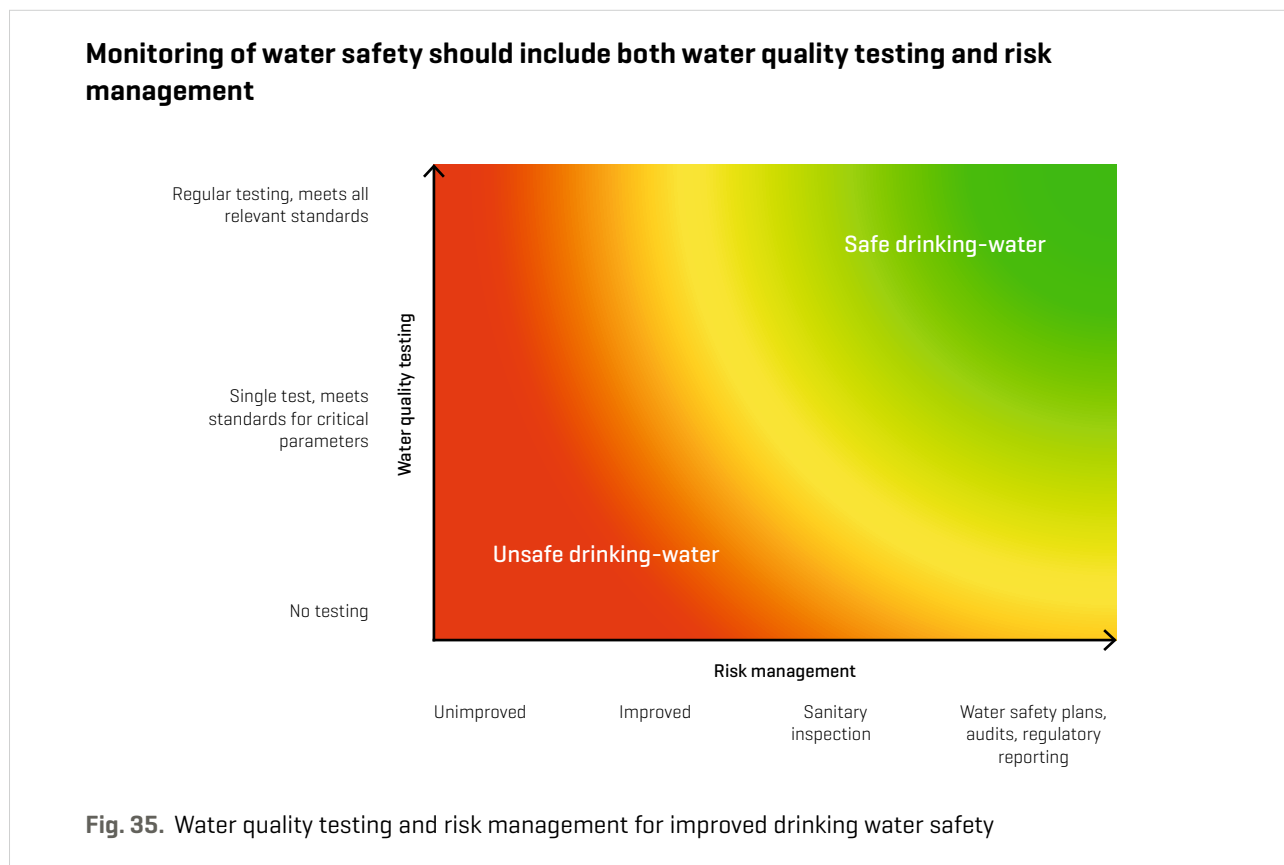 Monitoring of water safety should include both water quality testing and risk
management
Regular testing, meets all
relevant standards
Safe drinking-water
Water quality testing
Single test, meets
standards for critical
parameters
Unsafe drinking-water
No testing
Risk management
Unimproved
Improved
Sanitary
inspection
Water safety plans,
audits, regulatory
reporting
Fig. 35. Water quality testing and risk management for improved drinking water safety